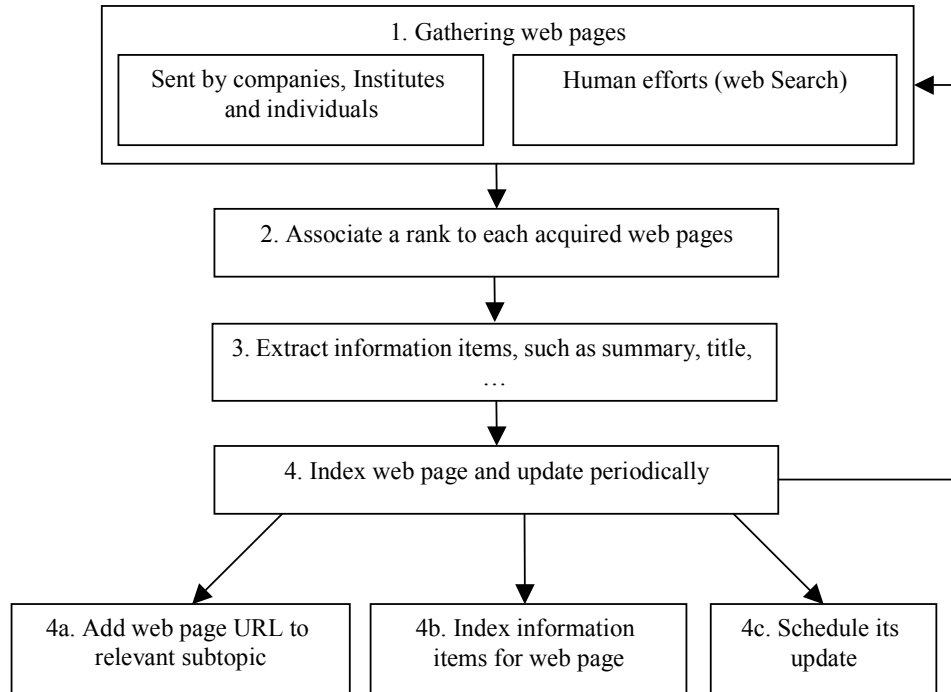 1. Gathering web pages
Sent by companies, Institutes
and individuals
Human efforts (web Search)
2. Associate a rank to each acquired web pages
3. Extract information items, such as summary, title,
…
4. Index web page and update periodically
4a. Add web page URL to
relevant subtopic
4b. Index information
items for web page
4c. Schedule its
update